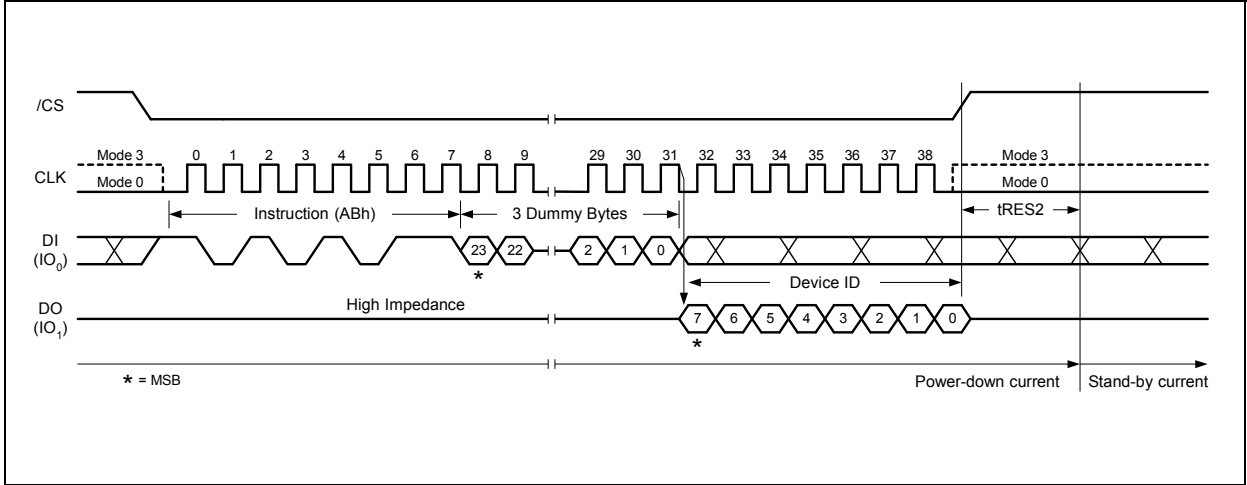 /CS
Mode 3 0 1 2 3 4 5 6 7 8 9 29 30 31 32 33 34 35 36 37 38 Mode 3
CLK
Mode 0 Mode 0
Instruction (ABh) 3 Dummy Bytes tRES2
DI
(IO0)
23 22 2 1 0
*
Device ID
High Impedance
DO
(IO1)
7 6 5 4 3 2 1 0
*
* = MSB
Power-down current Stand-by current